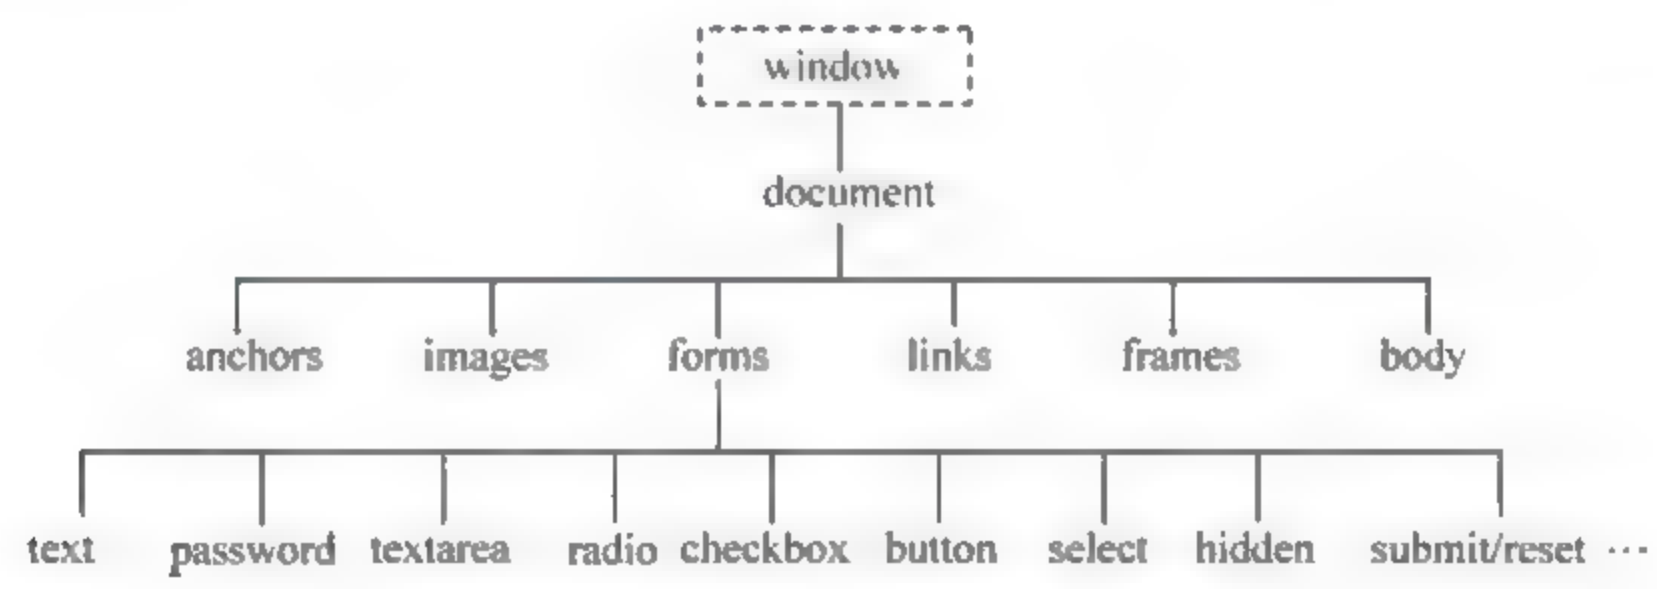 window
document
anchors images forms links frames body
text password textarea radio checkbox button select hidden submit/reset ···